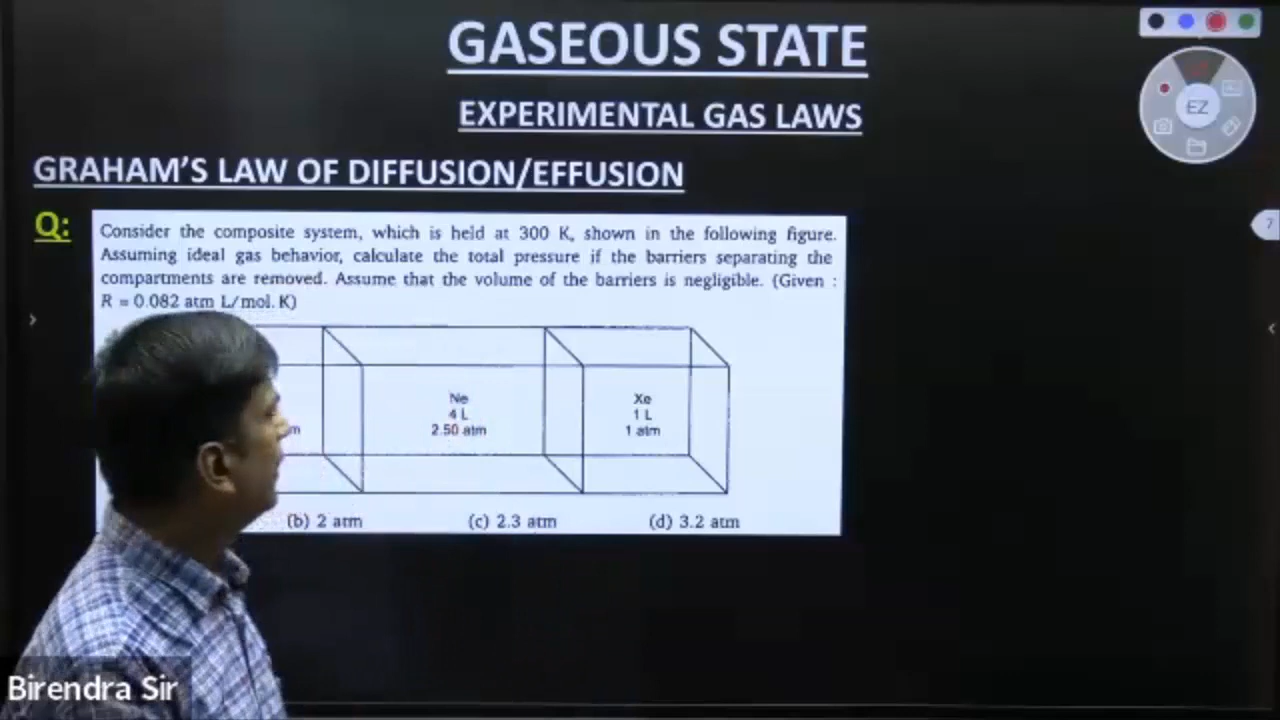 GASEOUS STATE
EXPERIMENTAL GAS LAWS
GRAHAM'S LAW OF DIFFUSION/EFFUSION
Q:
Consider the composite system, which is held at 300 K, shown in the following figure.
Assuming ideal gas behavior, calculate the total pressure if the barriers separating the
compartments are removed. Assume that the volume of the barriers is negligible. (Given :
R = 0.082 atm L/mol. K)
Ne
4 L
2.50 atm
Xe
1 L
1 atm
(b) 2 atm
(c) 2.3 atm
(d) 3.2 atm
EZ
7
Birendra Sir